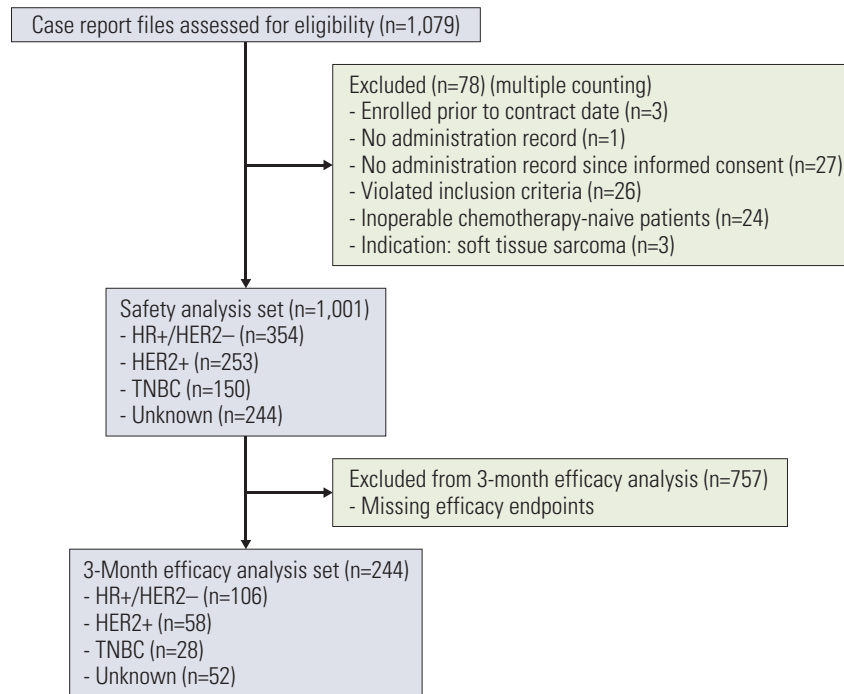 Case report files assessed for eligibility (n=1,079)
Excluded (n=78) (multiple counting)
- Enrolled prior to contract date (n=3)
- No administration record (n=1)
- No administration record since informed consent (n=27)
- Violated inclusion criteria (n=26)
- Inoperable chemotherapy-naive patients (n=24)
- Indication: soft tissue sarcoma (n=3)
Safety analysis set (n=1,001)
- HR+/HER2− (n=354)
- HER2+ (n=253)
- TNBC (n=150)
- Unknown (n=244)
Excluded from 3-month efficacy analysis (n=757)
- Missing efficacy endpoints
3-Month efficacy analysis set (n=244)
- HR+/HER2− (n=106)
- HER2+ (n=58)
- TNBC (n=28)
- Unknown (n=52)